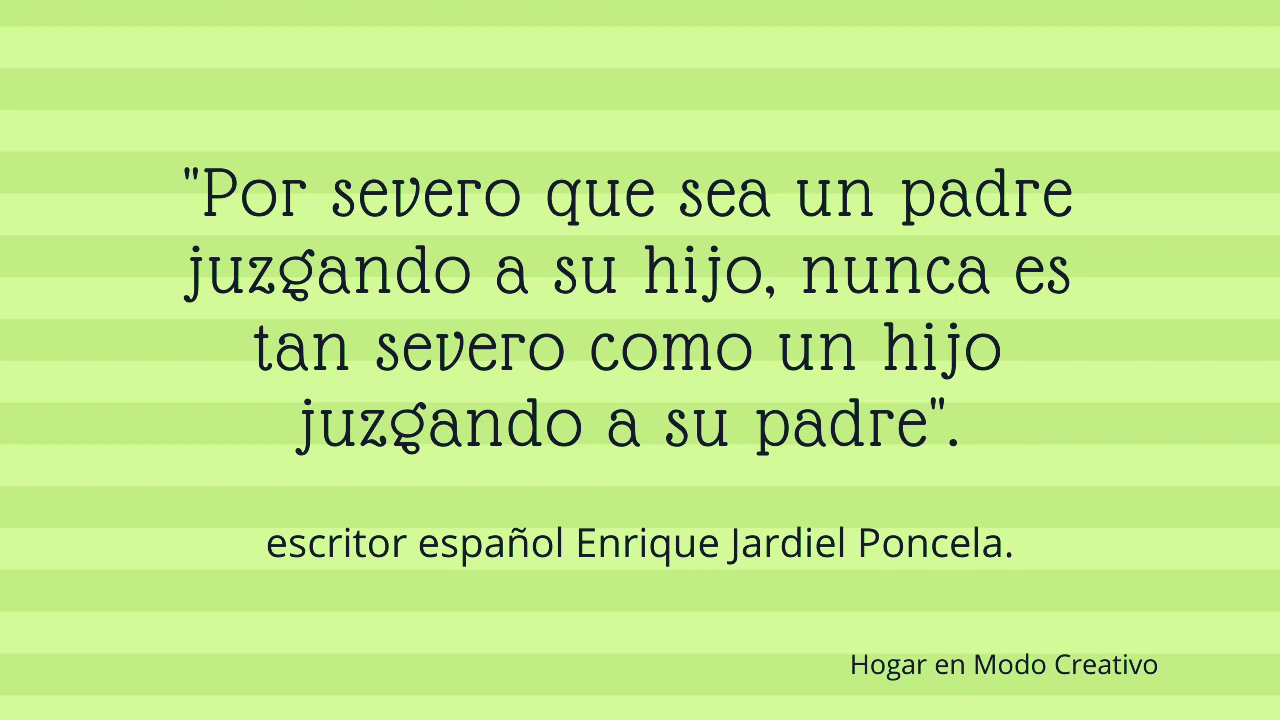 "Por severo que sea un padre
juzgando a su hijo, nunca es
tan severo como un hijo
juzgando a su padre".
escritor español Enrique Jardiel Poncela.
Hogar en Modo Creativo